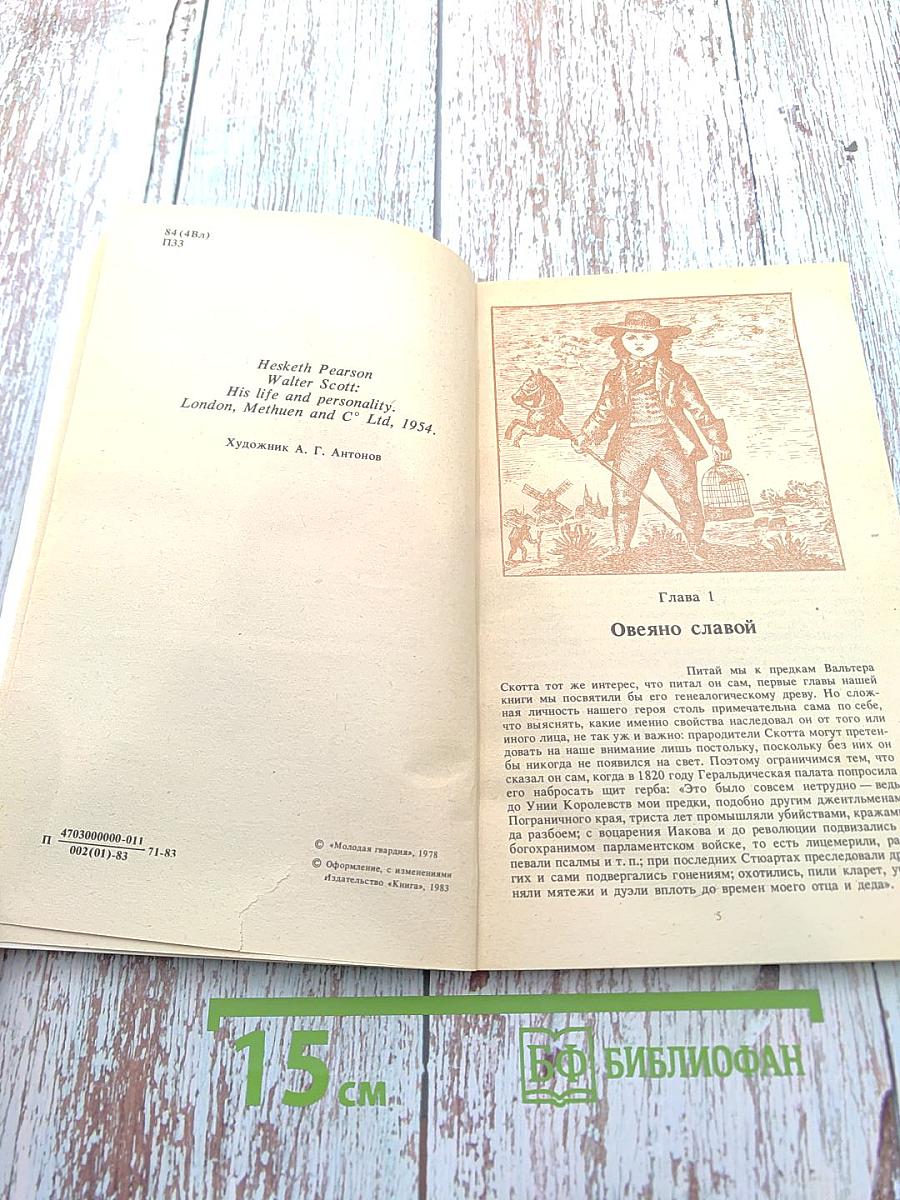 84(4Вл)
П33
Hesketh Pearson
Walter Scott:
His life and personality.
London, Methuen and C° Ltd, 1954.
Художник А. Г. Антонов
П 4703000000-011
002(01)-83 71-83
© «Молодая гвардия», 1978
© Оформление, с изменениями
Издательство «Книга», 1983
Глава 1
Овеяно славой
Питай мы к предкам Вальтера
Скотта тот же интерес, что питал он сам, первые главы нашей
книги мы посвятили бы его генеалогическому древу. Но слож-
ная личность нашего героя столь примечательна сама по себе,
что выяснять, какие именно свойства наследовал он от того или
иного лица, не так уж и важно: прародители Скотта могут претен-
довать на наше внимание лишь постольку, поскольку без них он
бы никогда не появился на свет. Поэтому ограничимся тем, что
сказал он сам, когда в 1820 году Геральдическая палата попросила
его набросать щит герба: «Это было совсем нетрудно — ведь
до Унии Королевств мои предки, подобно другим джентльменам
Пограничного края, триста лет промышляли убийствами, кражами
да разбоем; с воцарения Иакова и до революции подвизались
богохранимом парламентском войске, то есть лицемерили, ра
певали псалмы и т. п.; при последних Стюартах преследовали др
гих и сами подвергались гонениям; охотились, пили кларет, уч
няли мятежи и дуэли вплоть до времен моего отца и деда».
5
15 см
БФ БИБЛИОФАН